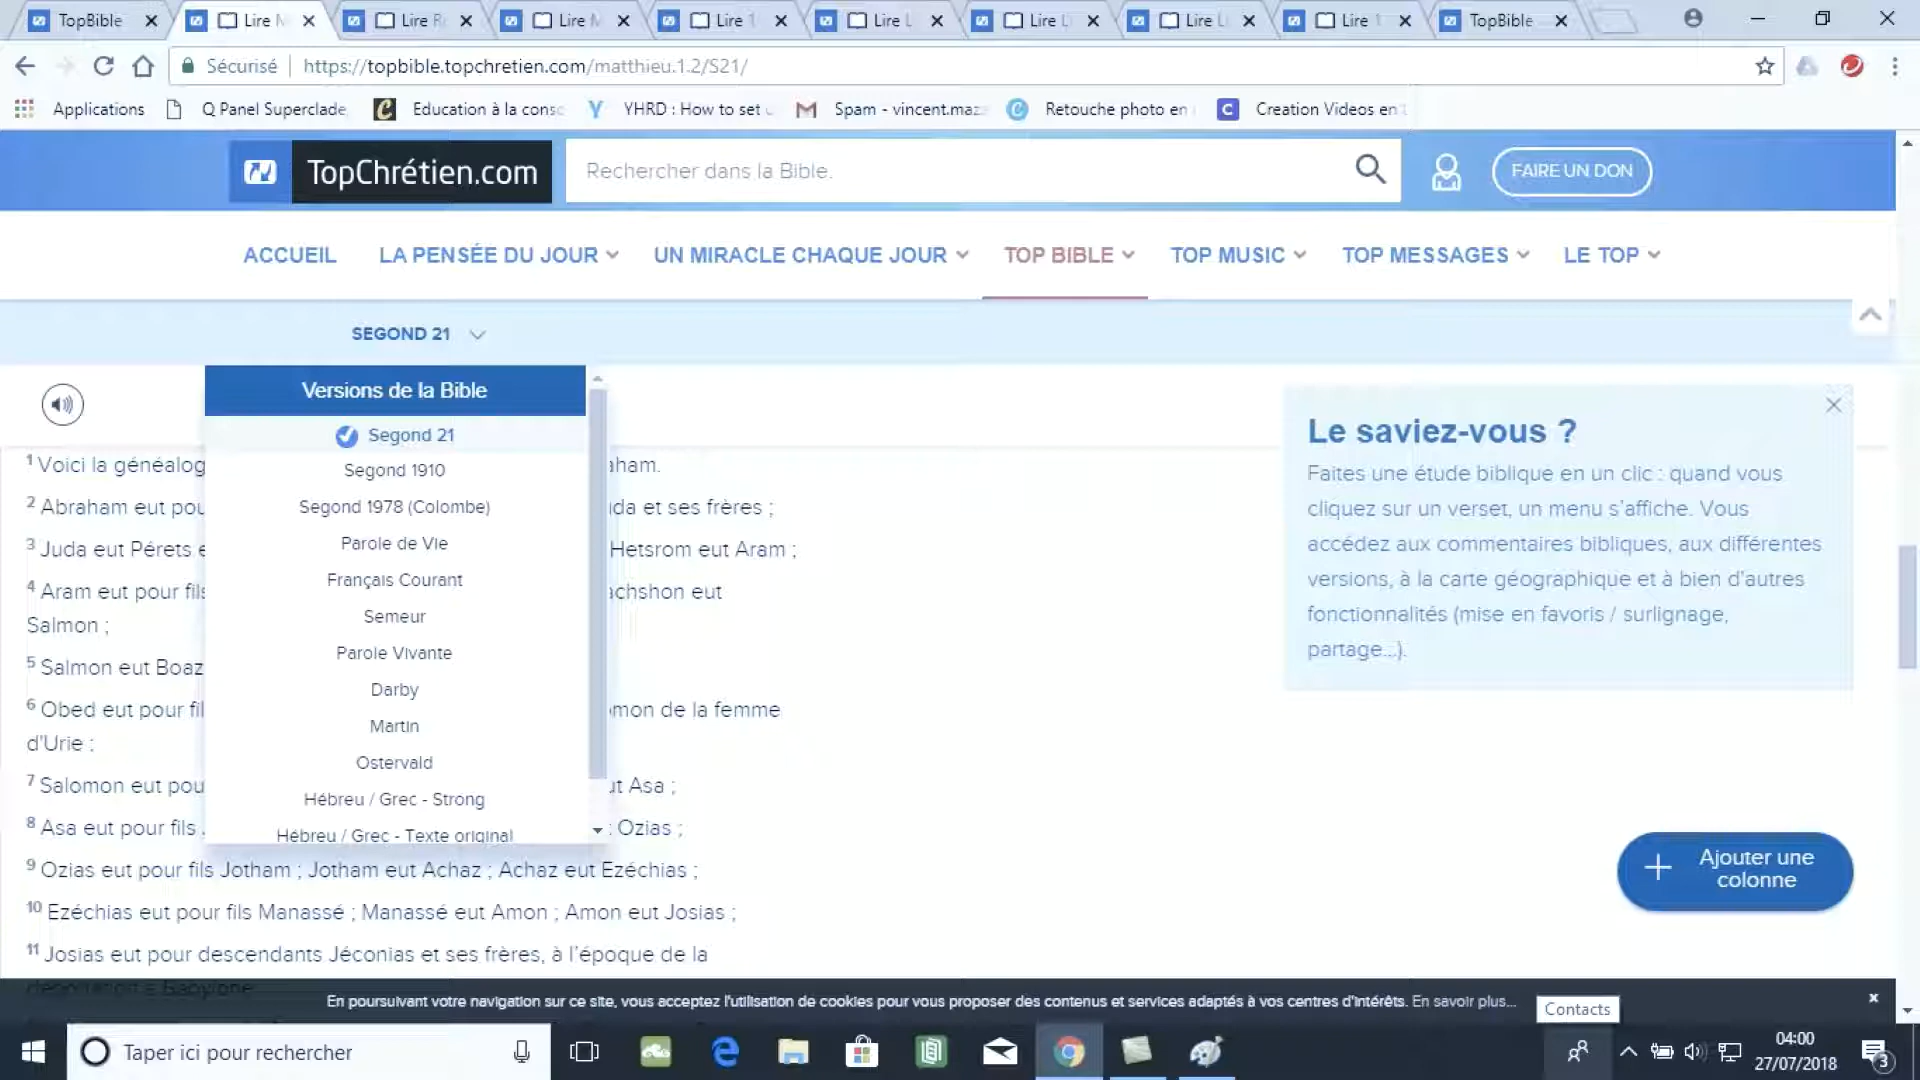 TopBible
Lire
Lire
Lire
Lire
Lire
Lire
Lire
Lire
TopBible
Sécurisé
https://topbible.topchretien.com/matthieu.1.2/S21/
Applications
Q Panel Superclade
Education à la consc
YHRD : How to set
Spam - vincent.maz
Retouche photo en
Creation Videos en
TopChrétien.com
Rechercher dans la Bible.
FAIRE UN DON
ACCUEIL
LA PENSÉE DU JOUR
UN MIRACLE CHAQUE JOUR
TOP BIBLE
TOP MUSIC
TOP MESSAGES
LE TOP
SEGOND 21
Versions de la Bible
Segond 21
Segond 1910
Segond 1978 (Colombe)
Parole de Vie
Français Courant
Semeur
Parole Vivante
Darby
Martin
Ostervald
Hébreu / Grec - Strong
Hébreu / Grec - Texte original
1 Voici la généalog aham.
2 Abraham eut pou da et ses frères ;
3 Juda eut Pérets e Hetsrom eut Aram ;
4 Aram eut pour fils achshon eut
Salmon ;
5 Salmon eut Boaz
6 Obed eut pour fil omon de la femme
d'Urie ;
7 Salomon eut pou ut Asa ;
8 Asa eut pour fils : Ozias ;
9 Ozias eut pour fils Jotham ; Jotham eut Achaz ; Achaz eut Ezéchias ;
10 Ezéchias eut pour fils Manassé ; Manassé eut Amon ; Amon eut Josias ;
11 Josias eut pour descendants Jéconias et ses frères, à l'époque de la
déportation à Babylone
Le saviez-vous ?
Faites une étude biblique en un clic : quand vous
cliquez sur un verset, un menu s'affiche. Vous
accédez aux commentaires bibliques, aux différentes
versions, à la carte géographique et à bien d'autres
fonctionnalités (mise en favoris / surlignage,
partage...).
Ajouter une
colonne
En poursuivant votre navigation sur ce site, vous acceptez l'utilisation de cookies pour vous proposer des contenus et services adaptés à vos centres d'intérêts. En savoir plus...
Contacts
Taper ici pour rechercher
04:00
27/07/2018
3